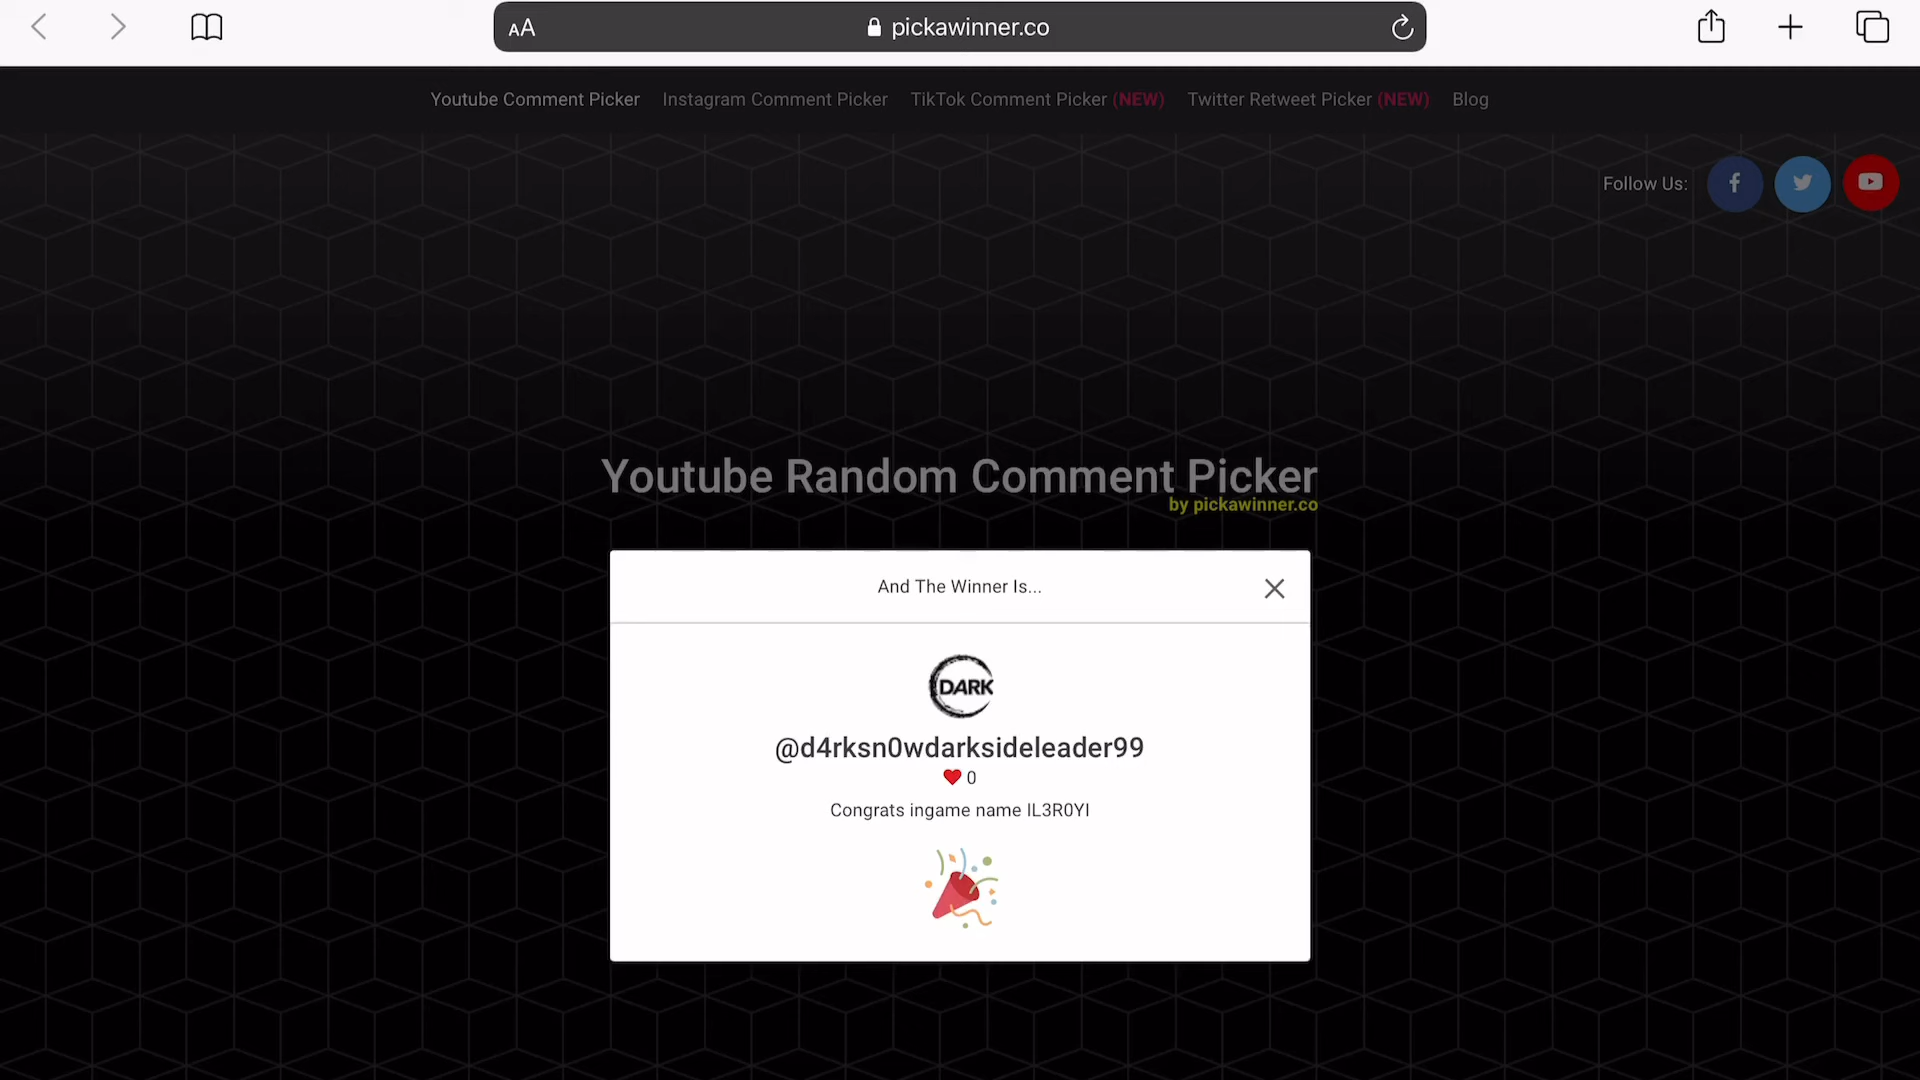 AA pickawinner.co
Youtube Comment Picker Instagram Comment Picker TikTok Comment Picker (NEW) Twitter Retweet Picker (NEW) Blog
Follow Us:
Youtube Random Comment Picker
by pickawinner.co
And The Winner Is...
DARK
@d4rksn0wdarksideleader99
0
Congrats ingame name IL3R0YI